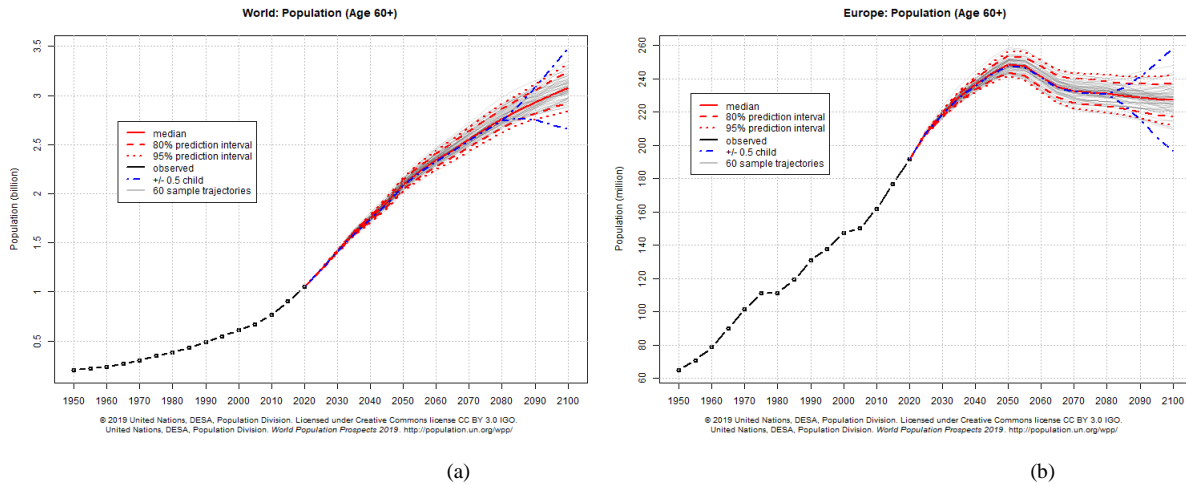 World: Population (Age 60+)
Population (billion)
3.5
3
2.5
2
1.5
1
0.5
median
80% prediction interval
95% prediction interval
observed
+/- 0.5 child
60 sample trajectories
1950 1960 1970 1980 1990 2000 2010 2020 2030 2040 2050 2060 2070 2080 2090 2100
© 2019 United Nations, DESA, Population Division. Licensed under Creative Commons license CC BY 3.0 IGO.
United Nations, DESA, Population Division. World Population Prospects 2019. http://population.un.org/wpp/
(a)
Europe: Population (Age 60+)
Population (million)
260
240
220
200
180
160
140
120
100
80
60
median
80% prediction interval
95% prediction interval
observed
+/- 0.5 child
60 sample trajectories
1950 1960 1970 1980 1990 2000 2010 2020 2030 2040 2050 2060 2070 2080 2090 2100
© 2019 United Nations, DESA, Population Division. Licensed under Creative Commons license CC BY 3.0 IGO.
United Nations, DESA, Population Division. World Population Prospects 2019. http://population.un.org/wpp/
(b)